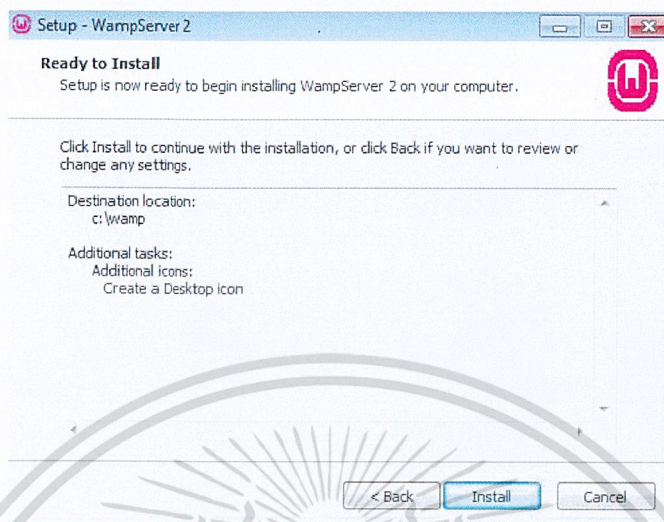 Setup - WampServer 2
Ready to Install
Setup is now ready to begin installing WampServer 2 on your computer.
Click Install to continue with the installation, or click Back if you want to review or
change any settings.
Destination location:
c:\wamp
Additional tasks:
Additional icons:
Create a Desktop icon
< Back
Install
Cancel